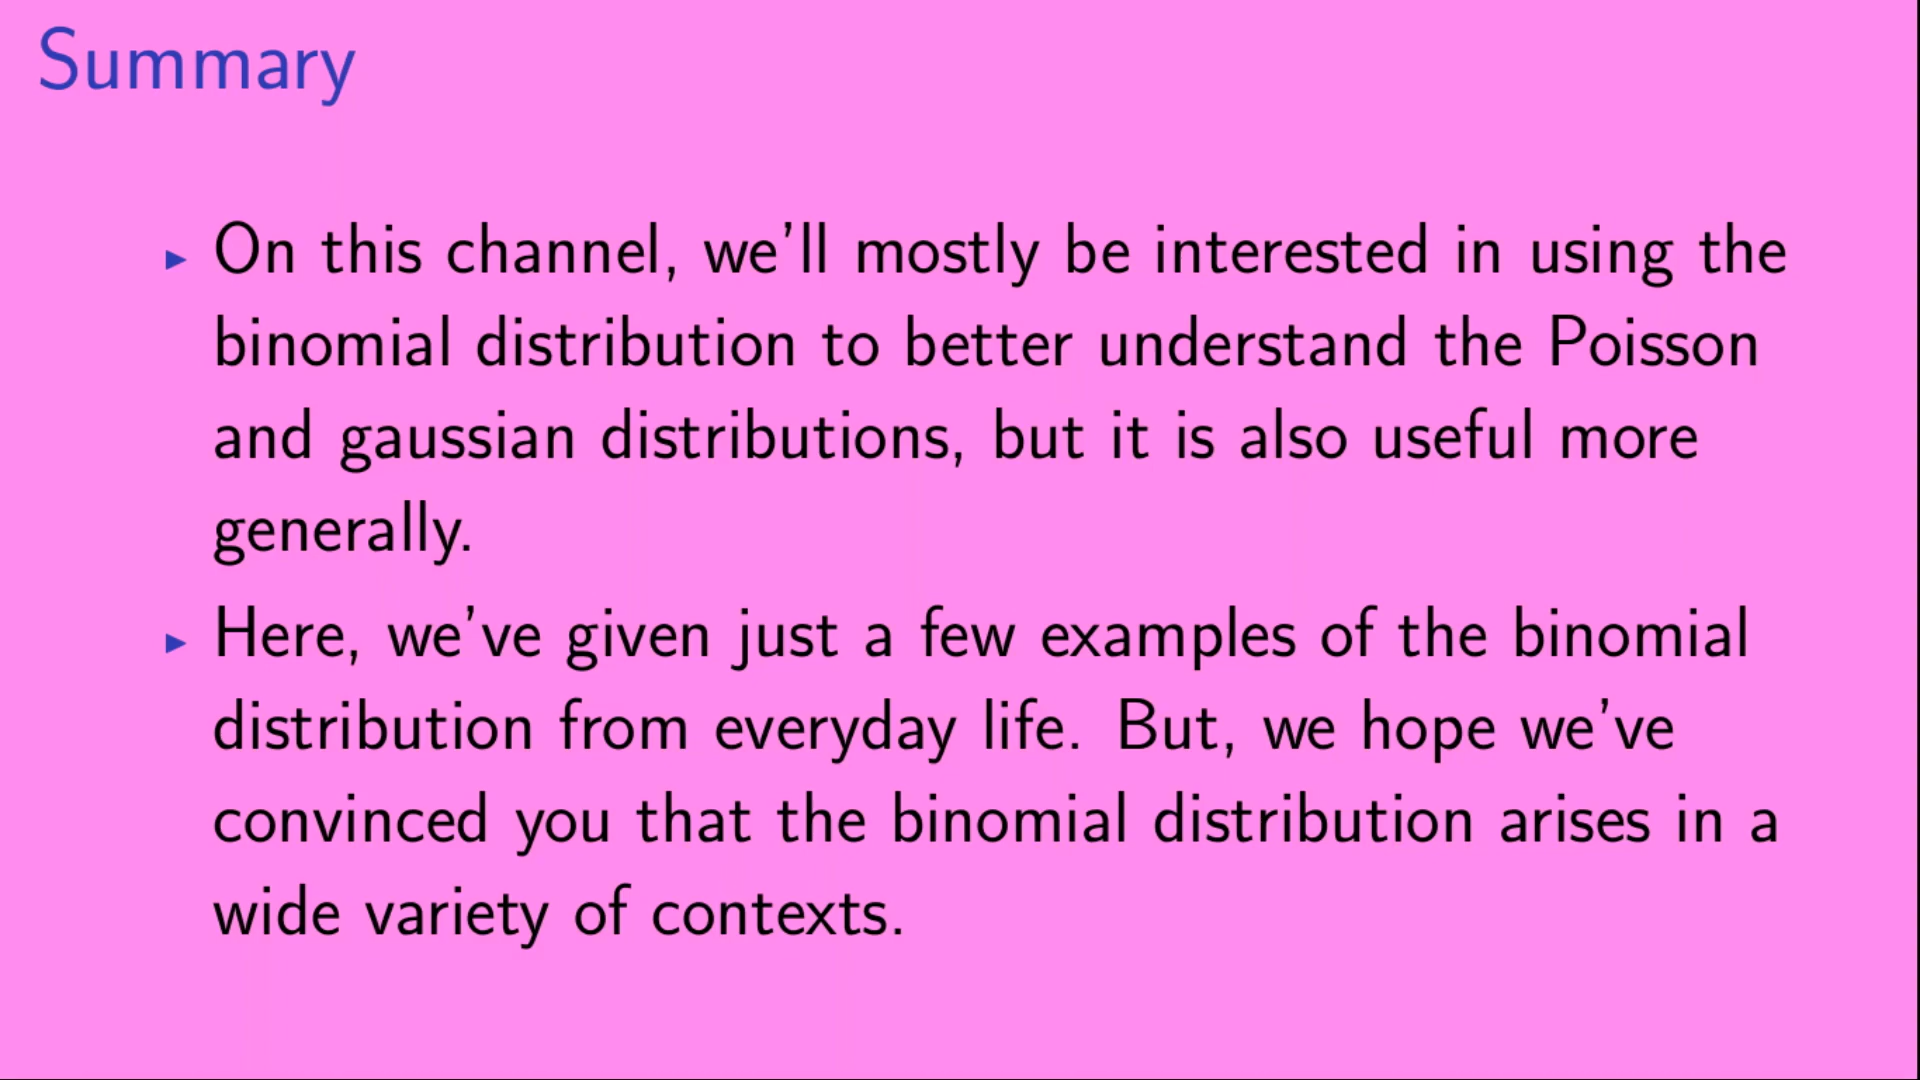 Summary
On this channel, we'll mostly be interested in using the
binomial distribution to better understand the Poisson
and gaussian distributions, but it is also useful more
generally.
Here, we've given just a few examples of the binomial
distribution from everyday life. But, we hope we've
convinced you that the binomial distribution arises in a
wide variety of contexts.